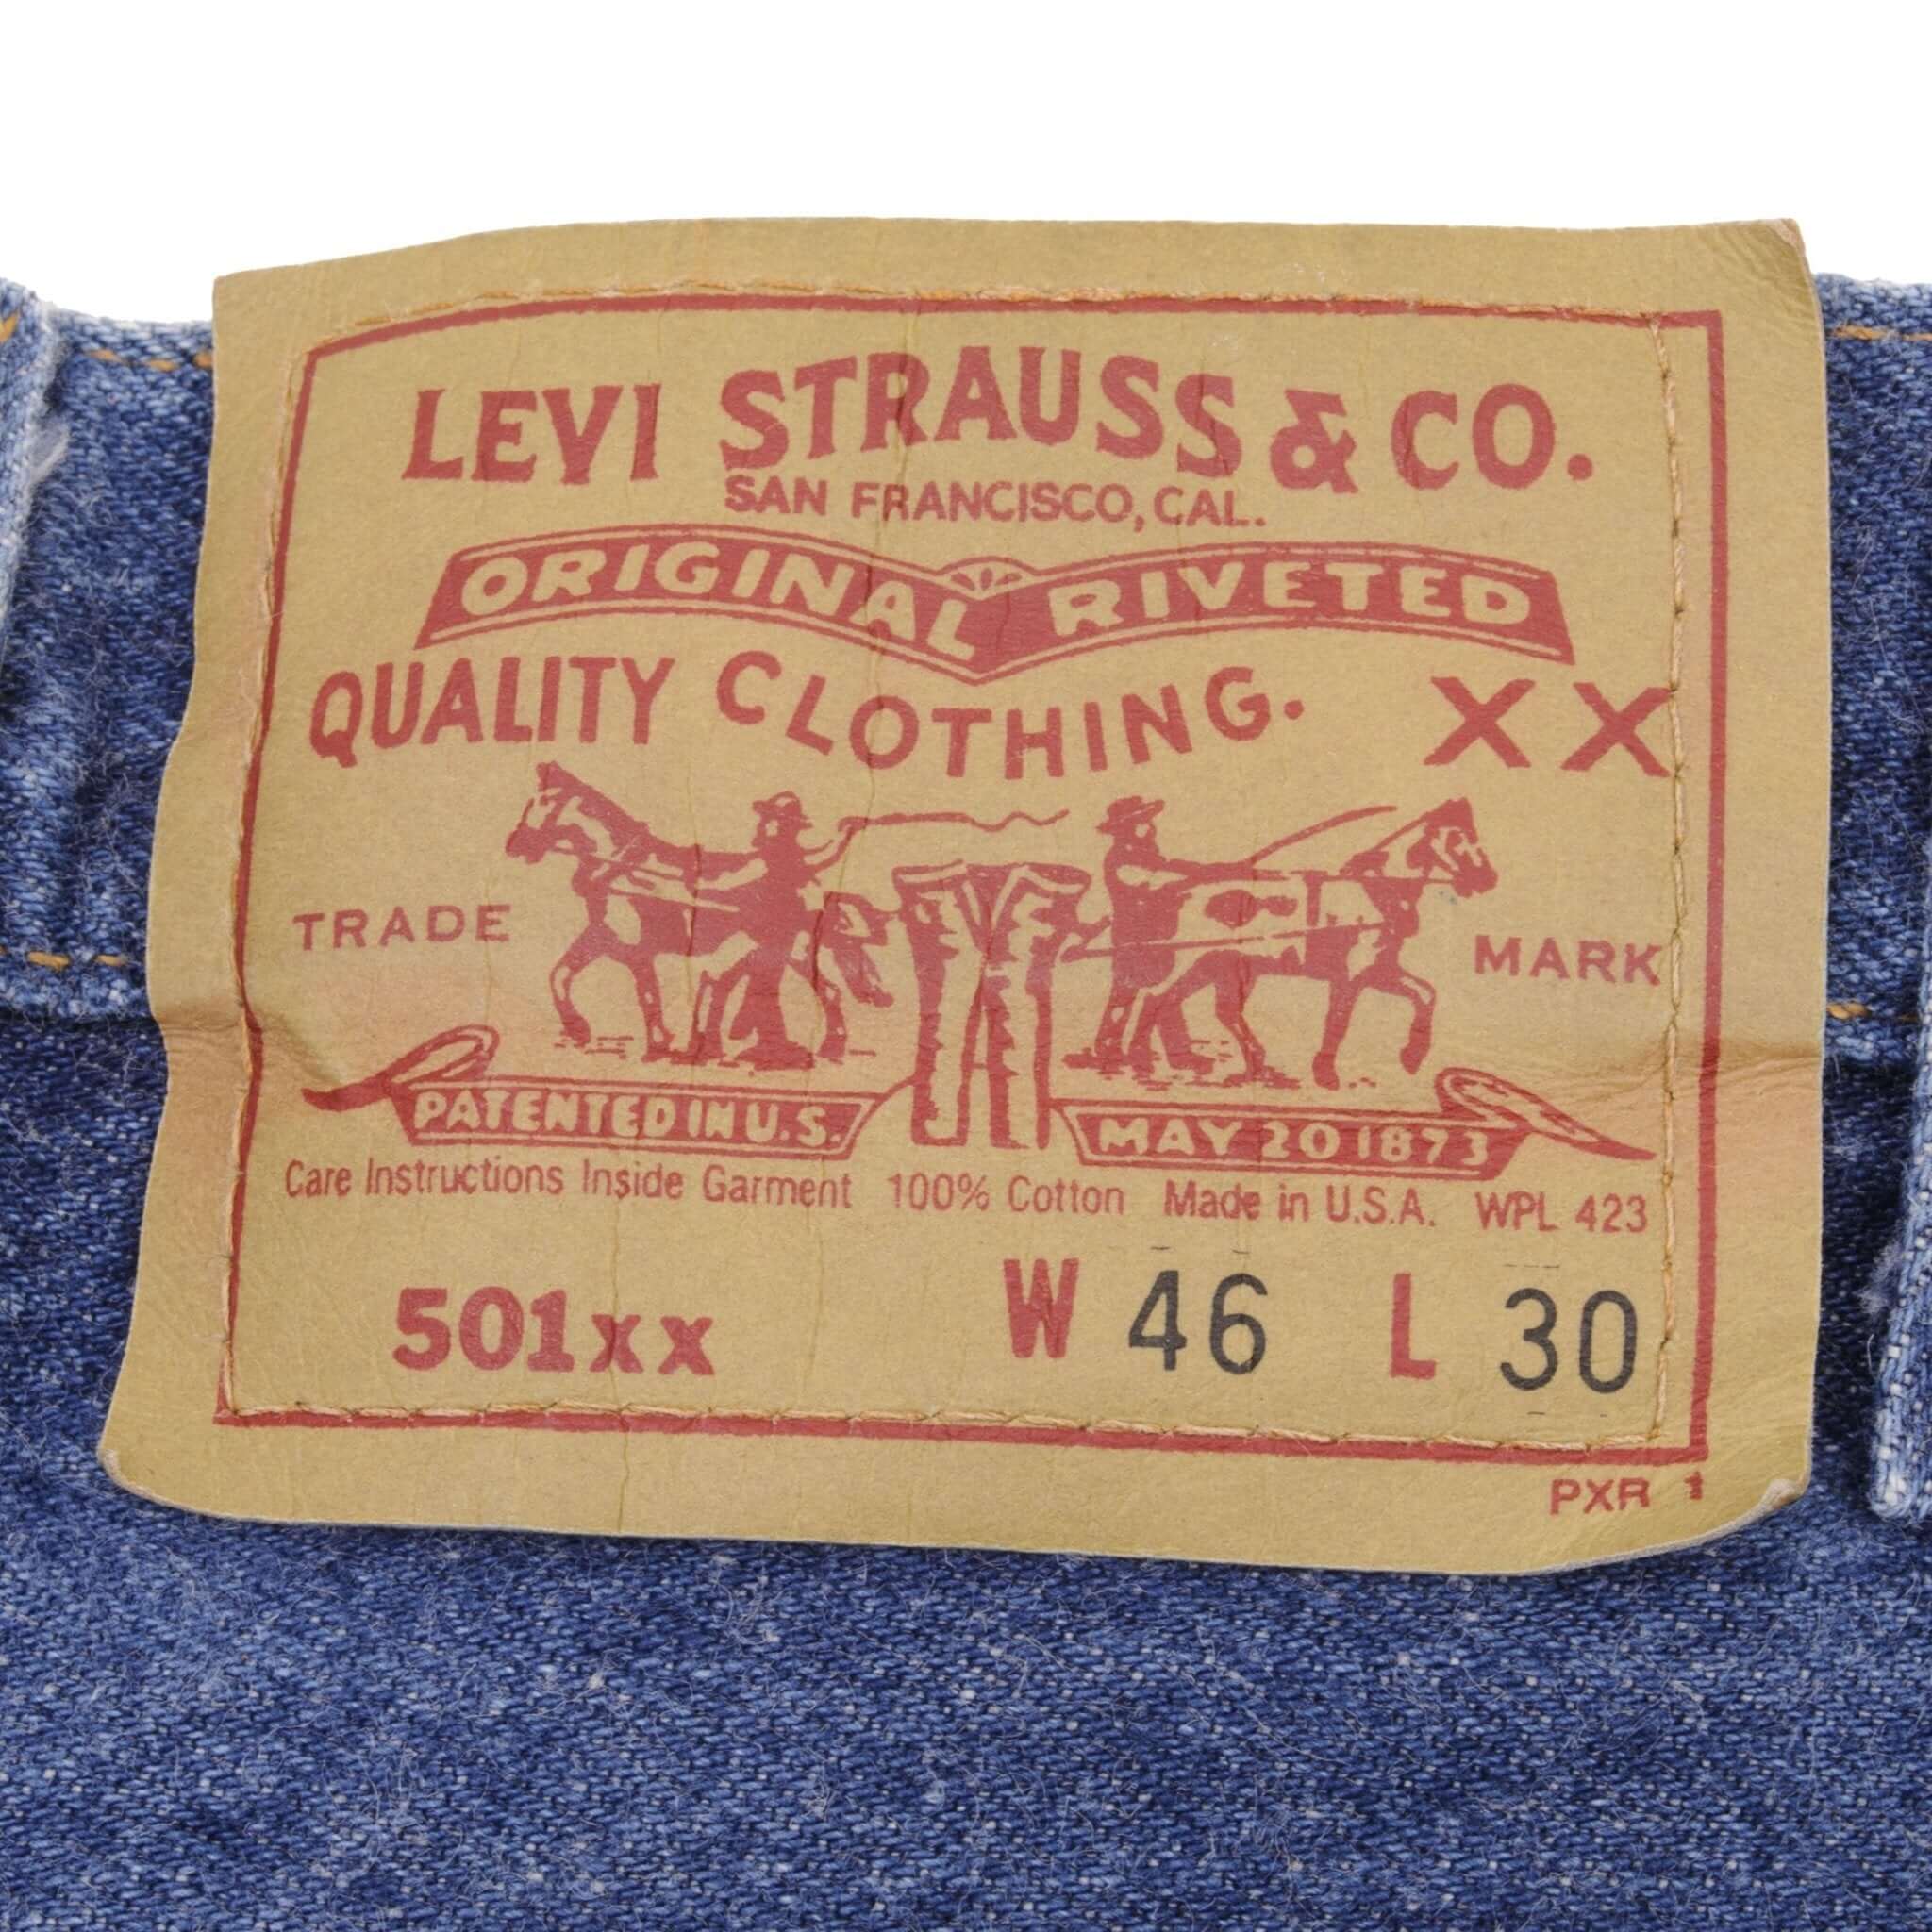 LEVI STRAUSS & CO.
SAN FRANCISCO, CAL.
ORIGINAL RIVETED
QUALITY CLOTHING. XX
TRADE MARK
PATENTED IN U.S. MAY 20 1873
Care Instructions Inside Garment 100% Cotton Made in U.S.A. WPL 423
501xx W 46 L 30
PXR 1